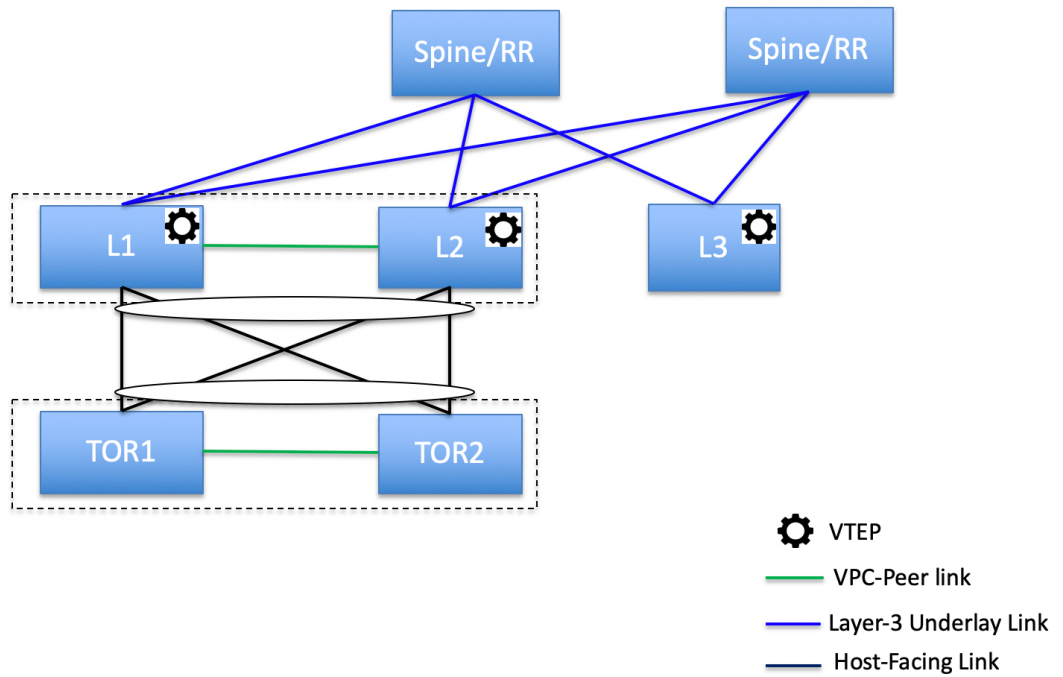 Spine/RR
Spine/RR
L1
L2
L3
TOR1
TOR2
VTEP
VPC-Peer link
Layer-3 Underlay Link
Host-Facing Link